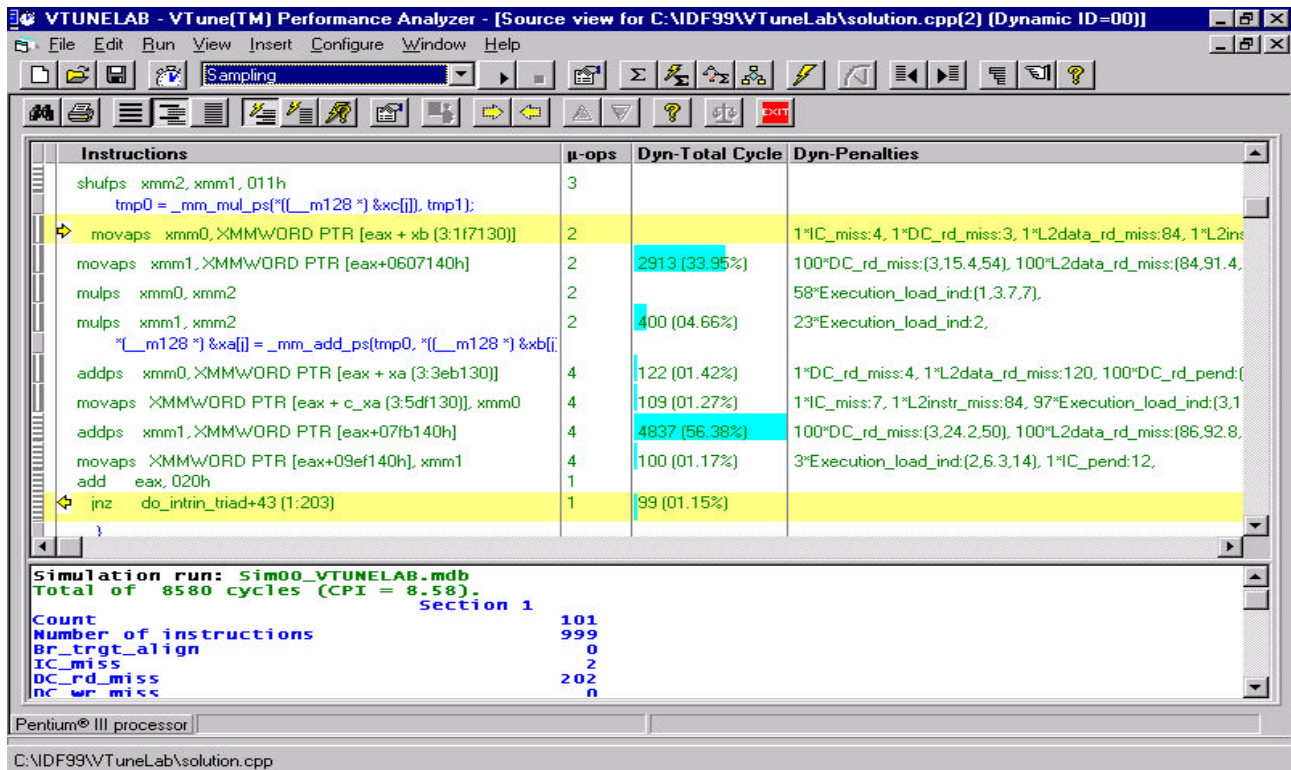 VTUNELAB - VTune(TM) Performance Analyzer - [Source view for C:\IDF99\VTuneLab\solution.cpp(2) (Dynamic ID=00)]
File Edit Run View Insert Configure Window Help
Sampling
EXIT
Instructions μ-ops Dyn-Total Cycle Dyn-Penalties
shufps xmm2, xmm1, 011h 3
tmp0 = _mm_mul_ps(*((__m128 *) &xc[j]), tmp1);
movaps xmm0, XMMWORD PTR [eax + xb (3:1f7130)] 2 1*IC_miss:4, 1*DC_rd_miss:3, 1*L2data_rd_miss:84, 1*L2ins
movaps xmm1, XMMWORD PTR [eax+0607140h] 2 2913 (33.95%) 100*DC_rd_miss:(3,15.4,54), 100*L2data_rd_miss:(84,91.4,
mulps xmm0, xmm2 2 58*Execution_load_ind:(1,3.7,7),
mulps xmm1, xmm2 2 400 (04.66%) 23*Execution_load_ind:2,
*(__m128 *) &xa[j] = _mm_add_ps(tmp0, *((__m128 *) &xb[j]
addps xmm0, XMMWORD PTR [eax + xa (3:3eb130)] 4 122 (01.42%) 1*DC_rd_miss:4, 1*L2data_rd_miss:120, 100*DC_rd_pend:(
movaps XMMWORD PTR [eax + c_xa (3:5df130)], xmm0 4 109 (01.27%) 1*IC_miss:7, 1*L2instr_miss:84, 97*Execution_load_ind:(3,1
addps xmm1, XMMWORD PTR [eax+07fb140h] 4 4837 (56.38%) 100*DC_rd_miss:(3,24.2,50), 100*L2data_rd_miss:(86,92.8,
movaps XMMWORD PTR [eax+09ef140h], xmm1 4 100 (01.17%) 3*Execution_load_ind:(2,6.3,14), 1*IC_pend:12,
add eax, 020h 1
jnz do_intrin_triad+43 (1:203) 1 99 (01.15%)
}
Simulation run: Sim00_VTUNELAB.mdb
Total of 8580 cycles (CPI = 8.58).
Section 1
Count 101
Number of instructions 999
Br_trgt_align 0
IC_miss 2
DC_rd_miss 202
DC_wr_miss 0
Pentium® III processor
C:\IDF99\VTuneLab\solution.cpp